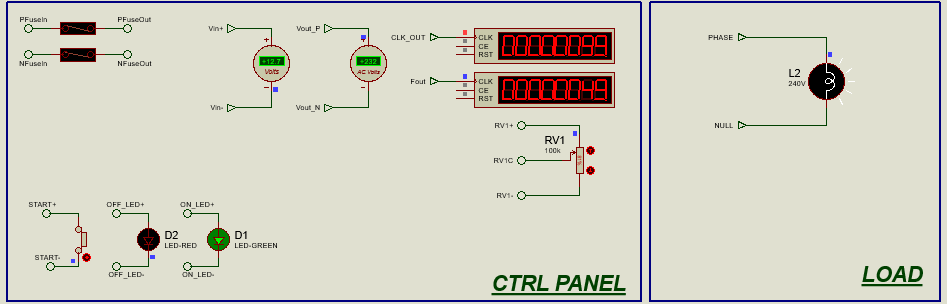 PFuseIn PFuseOut
NFuseIn NFuseOut
Vin+ Vout_P
+12.7 Volts
+232 AC Volts
Vin- Vout_N
CLK_OUT CLK 00000099
CE
RST
Fout CLK 00000049
CE
RST
RV1+
RV1
100k
RV1C
RV1-
START+ OFF_LED+ ON_LED+
D2 D1
LED-RED LED-GREEN
START- OFF_LED- ON_LED-
CTRL PANEL
PHASE
L2
240V
NULL
LOAD